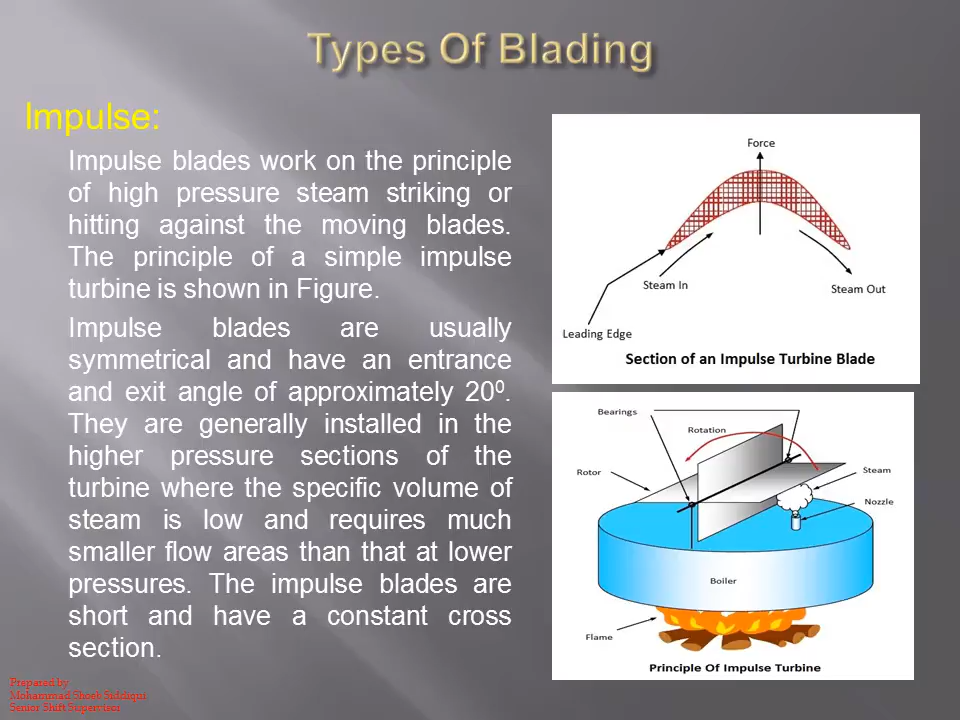 Types Of Blading
Impulse:
Impulse blades work on the principle
of high pressure steam striking or
hitting against the moving blades.
The principle of a simple impulse
turbine is shown in Figure.
Impulse blades are usually
symmetrical and have an entrance
and exit angle of approximately 20⁰.
They are generally installed in the
higher pressure sections of the
turbine where the specific volume of
steam is low and requires much
smaller flow areas than that at lower
pressures. The impulse blades are
short and have a constant cross
section.
Force
Steam In
Steam Out
Leading Edge
Section of an Impulse Turbine Blade
Bearings
Rotation
Rotor
Steam
Nozzle
Boiler
Flame
Principle Of Impulse Turbine
Prepared by
Mohammad Shoeb Siddiqui
Senior Shift Supervisor